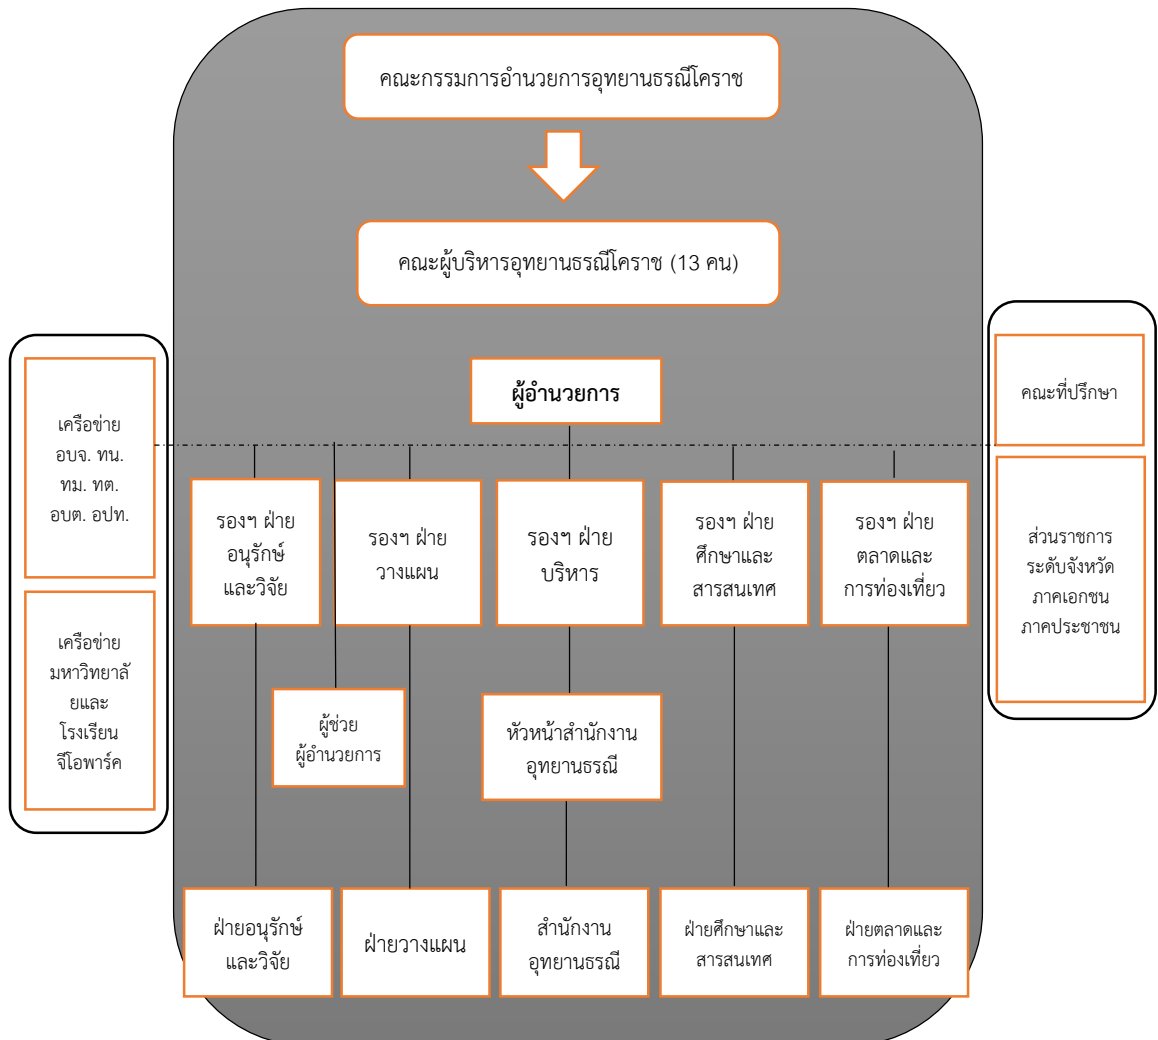 คณะกรรมการอำนวยการอุทยานธรณีโคราช
คณะผู้บริหารอุทยานธรณีโคราช (13 คน)
ผู้อำนวยการ
เครือข่าย
อบจ. ทน.
ทม. ทต.
อบต. อปท.
เครือข่าย
มหาวิทยาลั
ยและ
โรงเรียน
จีโอพาร์ค
คณะที่ปรึกษา
ส่วนราชการ
ระดับจังหวัด
ภาคเอกชน
ภาคประชาชน
รองฯ ฝ่าย
อนุรักษ์
และวิจัย
รองฯ ฝ่าย
วางแผน
รองฯ ฝ่าย
บริหาร
รองฯ ฝ่าย
ศึกษาและ
สารสนเทศ
รองฯ ฝ่าย
ตลาดและ
การท่องเที่ยว
ผู้ช่วย
ผู้อำนวยการ
หัวหน้าสำนักงาน
อุทยานธรณี
ฝ่ายอนุรักษ์
และวิจัย
ฝ่ายวางแผน
สำนักงาน
อุทยานธรณี
ฝ่ายศึกษาและ
สารสนเทศ
ฝ่ายตลาดและ
การท่องเที่ยว